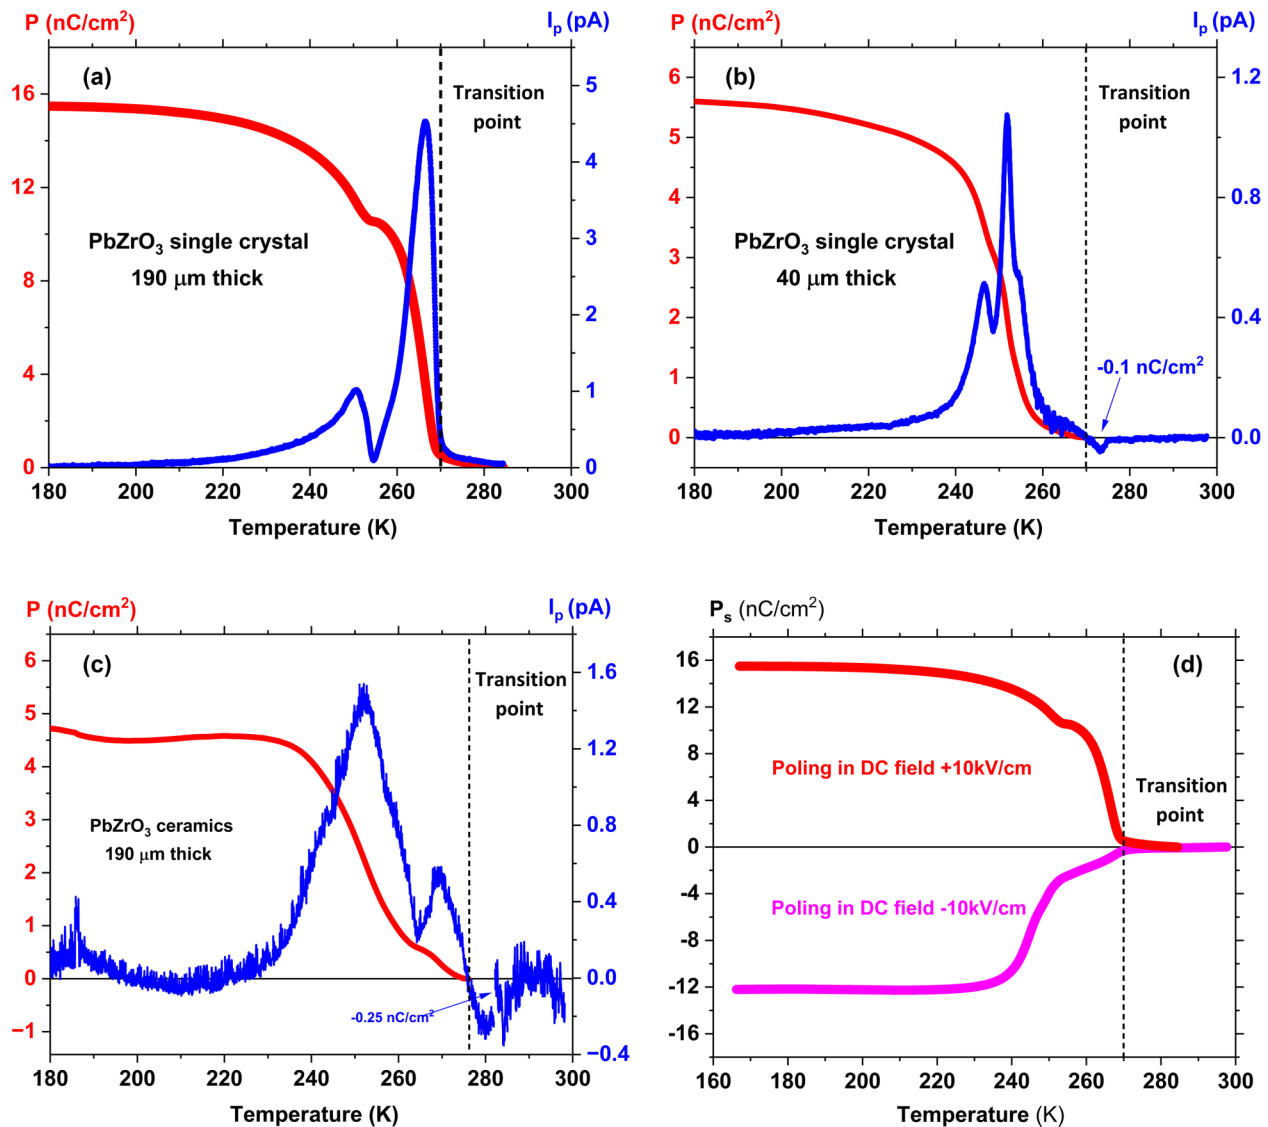 P (nC/cm²)
Iₚ (pA)
(a)
Transition
point
PbZrO₃ single crystal
190 μm thick
16
12
8
4
0
5
4
3
2
1
0
180 200 220 240 260 280 300
Temperature (K)
P (nC/cm²)
Iₚ (pA)
(b)
Transition
point
PbZrO₃ single crystal
40 μm thick
-0.1 nC/cm²
6
5
4
3
2
1
0
1.2
0.8
0.4
0.0
180 200 220 240 260 280 300
Temperature (K)
P (nC/cm²)
Iₚ (pA)
(c)
Transition
point
PbZrO₃ ceramics
190 μm thick
-0.25 nC/cm²
6
5
4
3
2
1
0
−1
1.6
1.2
0.8
0.4
0.0
−0.4
180 200 220 240 260 280 300
Temperature (K)
Pₛ (nC/cm²)
(d)
Poling in DC field +10kV/cm
Transition
point
Poling in DC field -10kV/cm
16
12
8
4
0
-4
-8
-12
-16
160 180 200 220 240 260 280 300
Temperature (K)